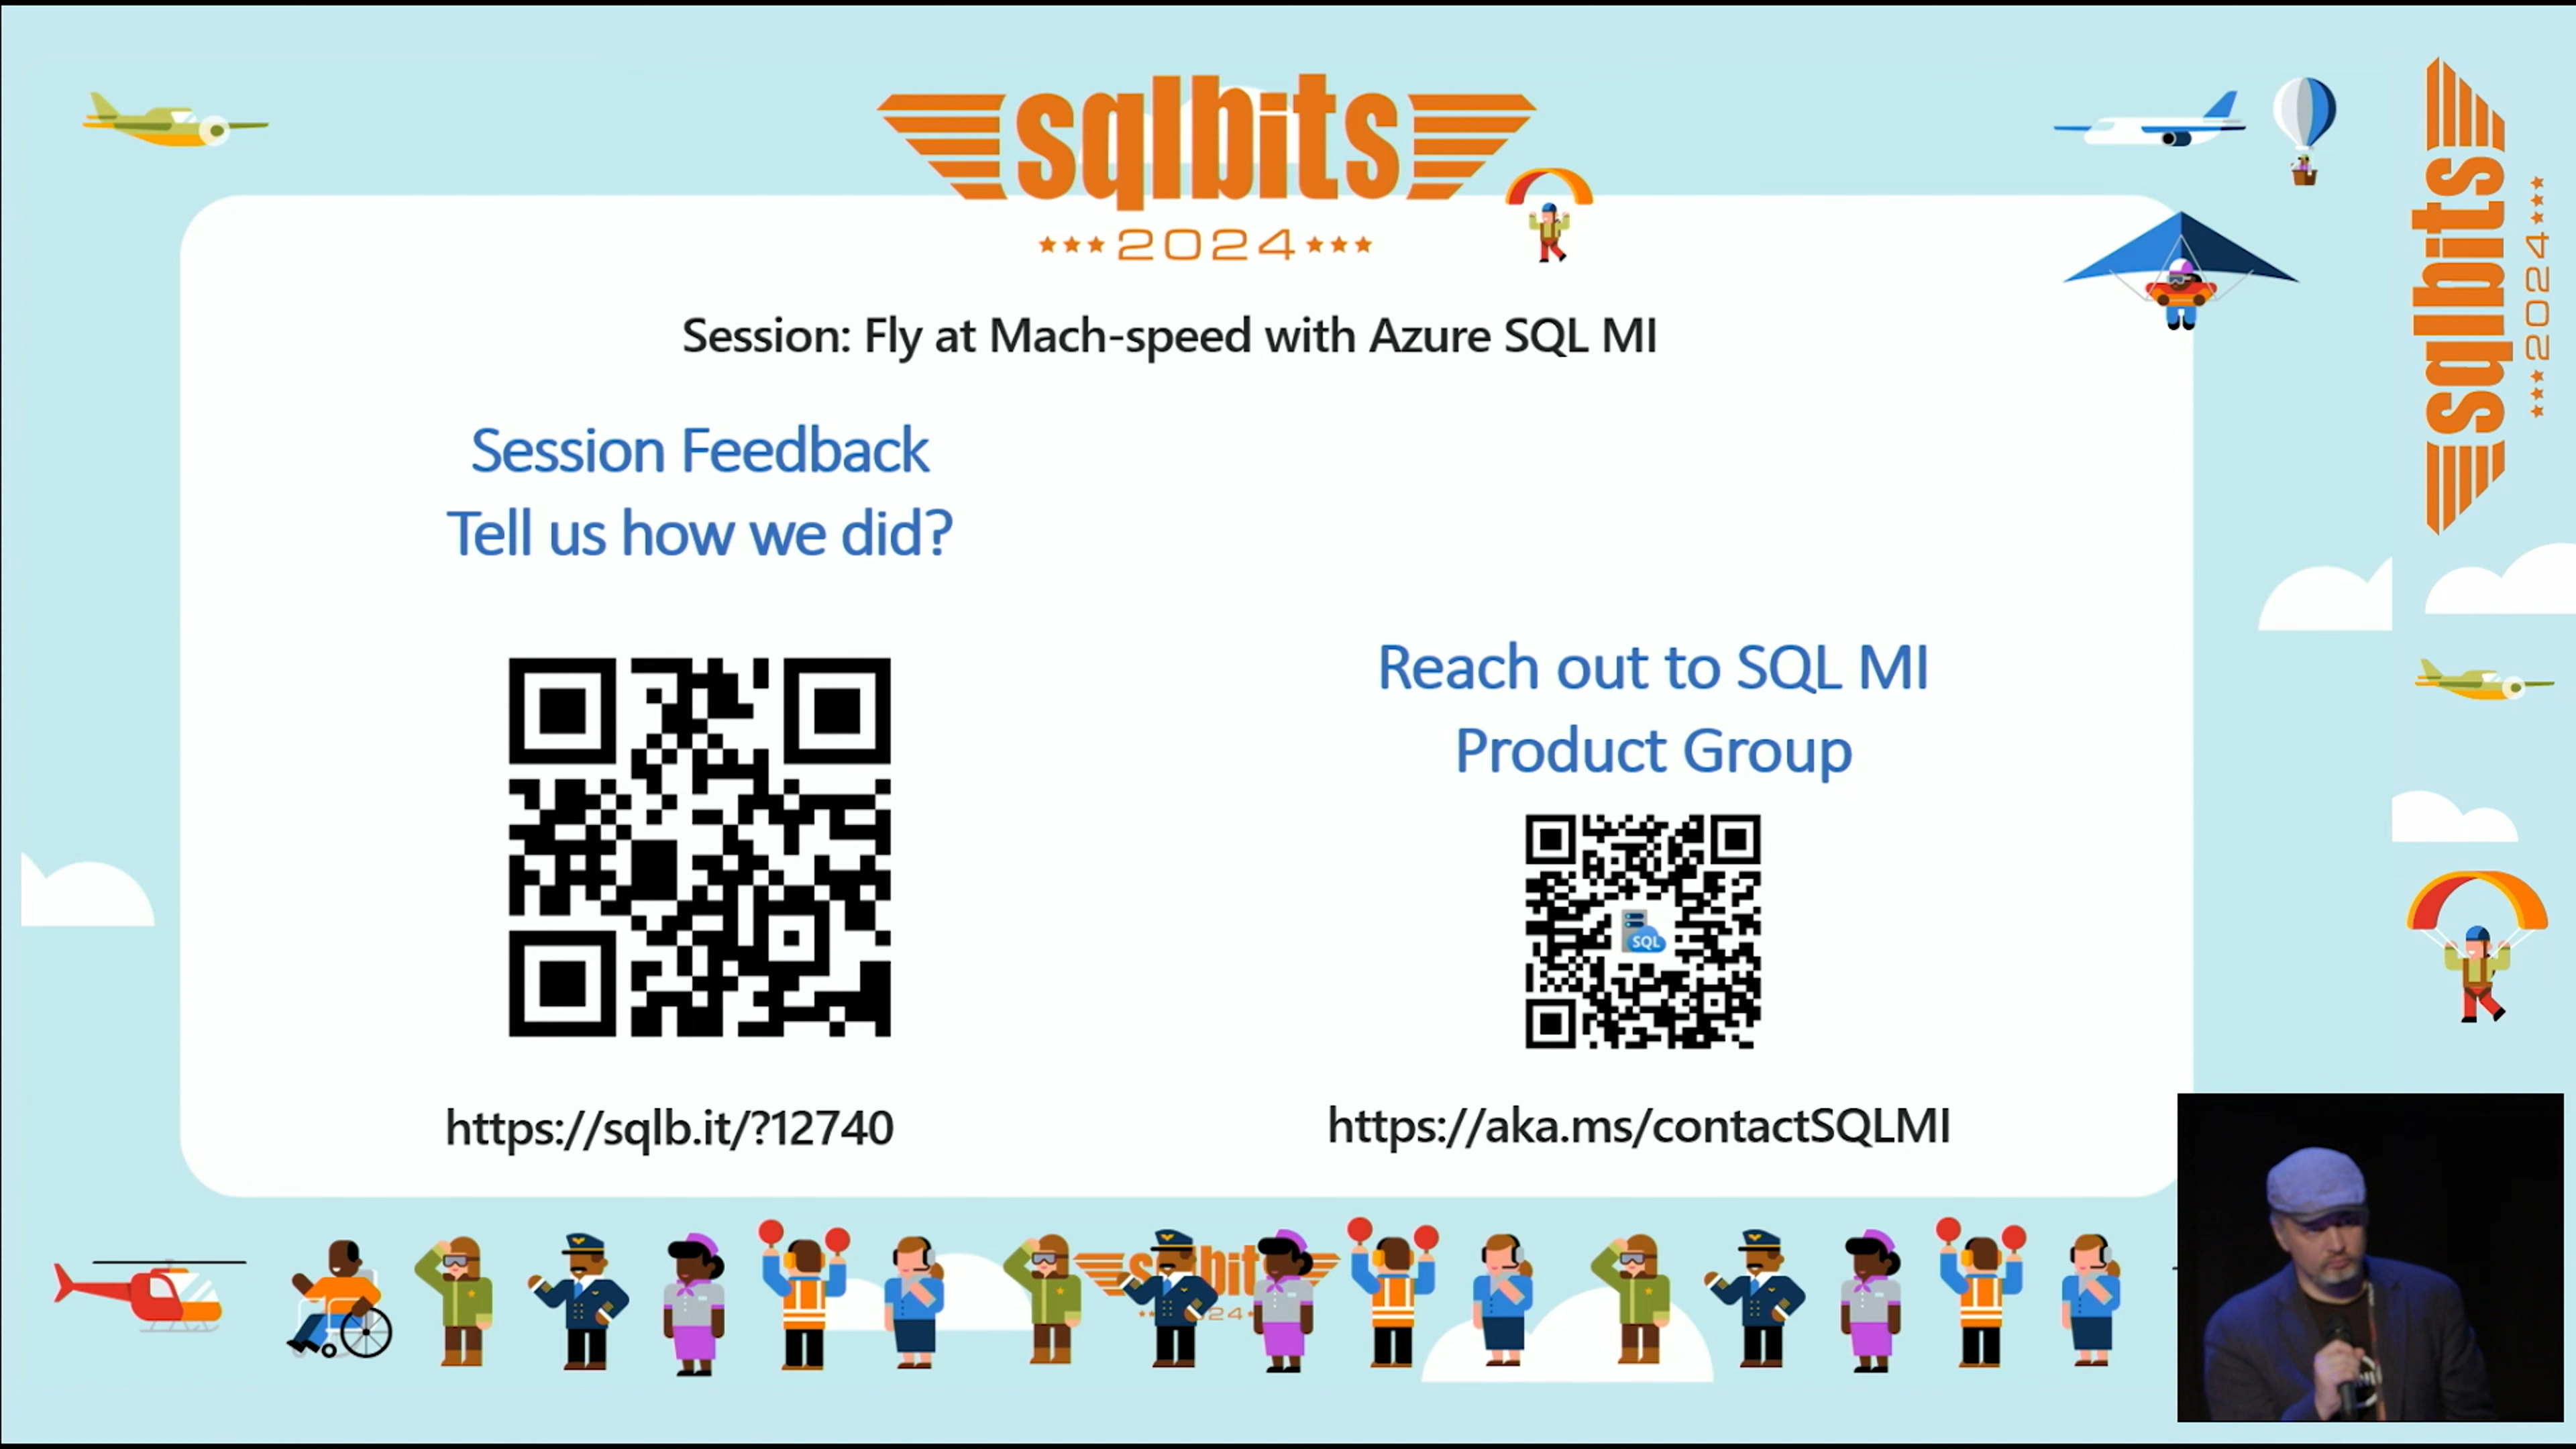 sqlbits
2024
Session: Fly at Mach-speed with Azure SQL MI
Session Feedback
Tell us how we did?
Reach out to SQL MI
Product Group
SQL
https://sqlb.it/?12740
https://aka.ms/contactSQLMI
sqlbits
2024